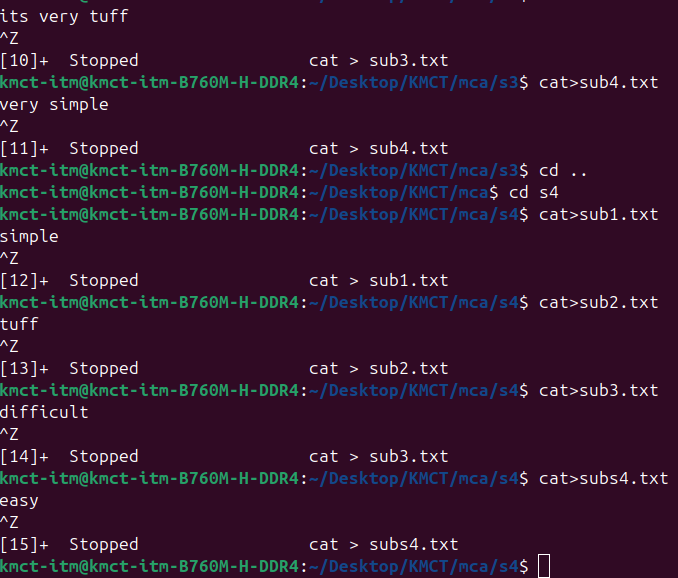 its very tuff
^Z
[10]+  Stopped                 cat > sub3.txt
kmct-itm@kmct-itm-B760M-H-DDR4:~/Desktop/KMCT/mca/s3$ cat>sub4.txt
very simple
^Z
[11]+  Stopped                 cat > sub4.txt
kmct-itm@kmct-itm-B760M-H-DDR4:~/Desktop/KMCT/mca/s3$ cd ..
kmct-itm@kmct-itm-B760M-H-DDR4:~/Desktop/KMCT/mca$ cd s4
kmct-itm@kmct-itm-B760M-H-DDR4:~/Desktop/KMCT/mca/s4$ cat>sub1.txt
simple
^Z
[12]+  Stopped                 cat > sub1.txt
kmct-itm@kmct-itm-B760M-H-DDR4:~/Desktop/KMCT/mca/s4$ cat>sub2.txt
tuff
^Z
[13]+  Stopped                 cat > sub2.txt
kmct-itm@kmct-itm-B760M-H-DDR4:~/Desktop/KMCT/mca/s4$ cat>sub3.txt
difficult
^Z
[14]+  Stopped                 cat > sub3.txt
kmct-itm@kmct-itm-B760M-H-DDR4:~/Desktop/KMCT/mca/s4$ cat>subs4.txt
easy
^Z
[15]+  Stopped                 cat > subs4.txt
kmct-itm@kmct-itm-B760M-H-DDR4:~/Desktop/KMCT/mca/s4$